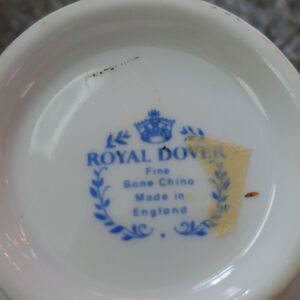 ROYAL DOVER
Fine
Bone China
Made in
England